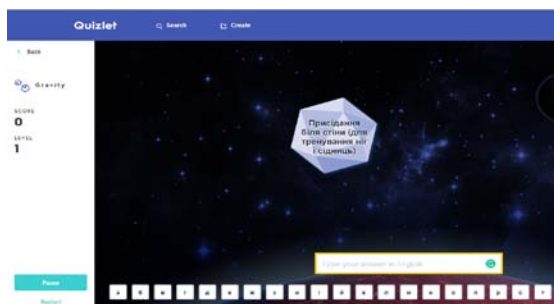 Quizlet
Search
Create
Back
Gravity
SCORE
0
LEVEL
1
Присідання
біля стіни (для
тренування ніг
і сідниць)
Type your answer in English
Pause
Restart